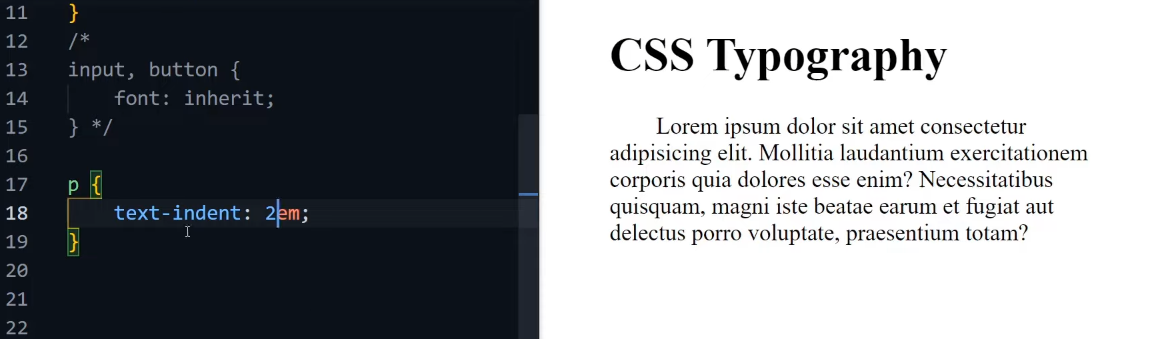 11 }
12 /*
13 input, button {
14     font: inherit;
15 } */
16
17 p {
18     text-indent: 2em;
19 }
20
21
22
CSS Typography
Lorem ipsum dolor sit amet consectetur
adipisicing elit. Mollitia laudantium exercitationem
corporis quia dolores esse enim? Necessitatibus
quisquam, magni iste beatae earum et fugiat aut
delectus porro voluptate, praesentium totam?